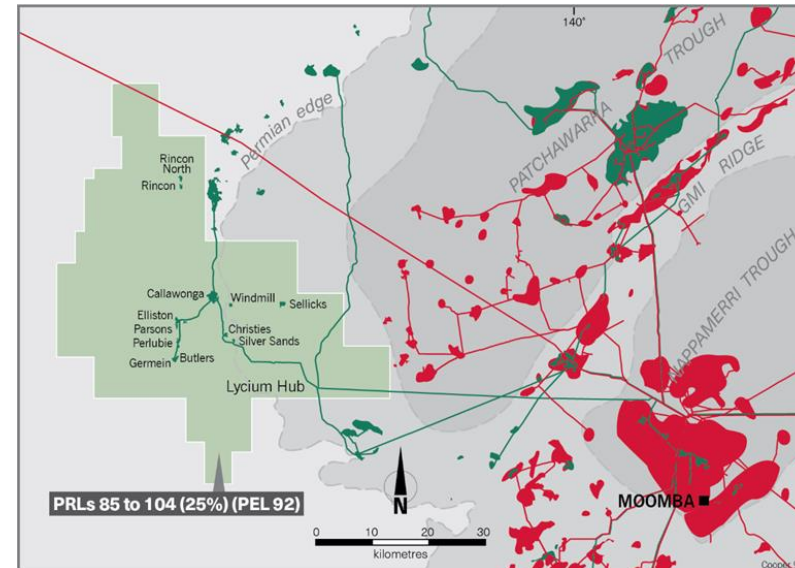 140°
TROUGH
PATCHAWARRA
Permian edge
GMI RIDGE
NAPPAMERRI TROUGH
Rincon
North
Rincon
Callawonga
Windmill
Sellicks
Elliston
Parsons
Perlubie
Germein
Butlers
Christies
Silver Sands
Lycium Hub
PRLs 85 to 104 (25%) (PEL 92)
N
MOOMBA
0 10 20 30
kilometres
Cooper